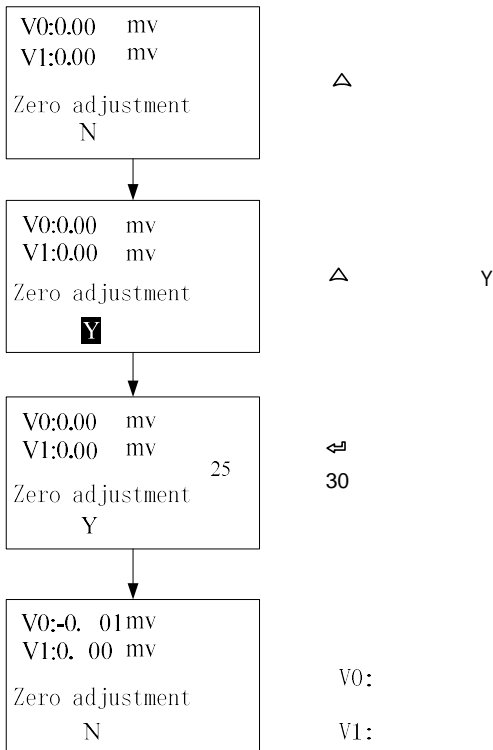 V0:0.00 mv
V1:0.00 mv
Zero adjustment
N
V0:0.00 mv
V1:0.00 mv
Zero adjustment
Y
Y
V0:0.00 mv
V1:0.00 mv
25
30
Zero adjustment
Y
V0:-0. 01mv
V1:0. 00 mv
Zero adjustment
N
V0:
V1: